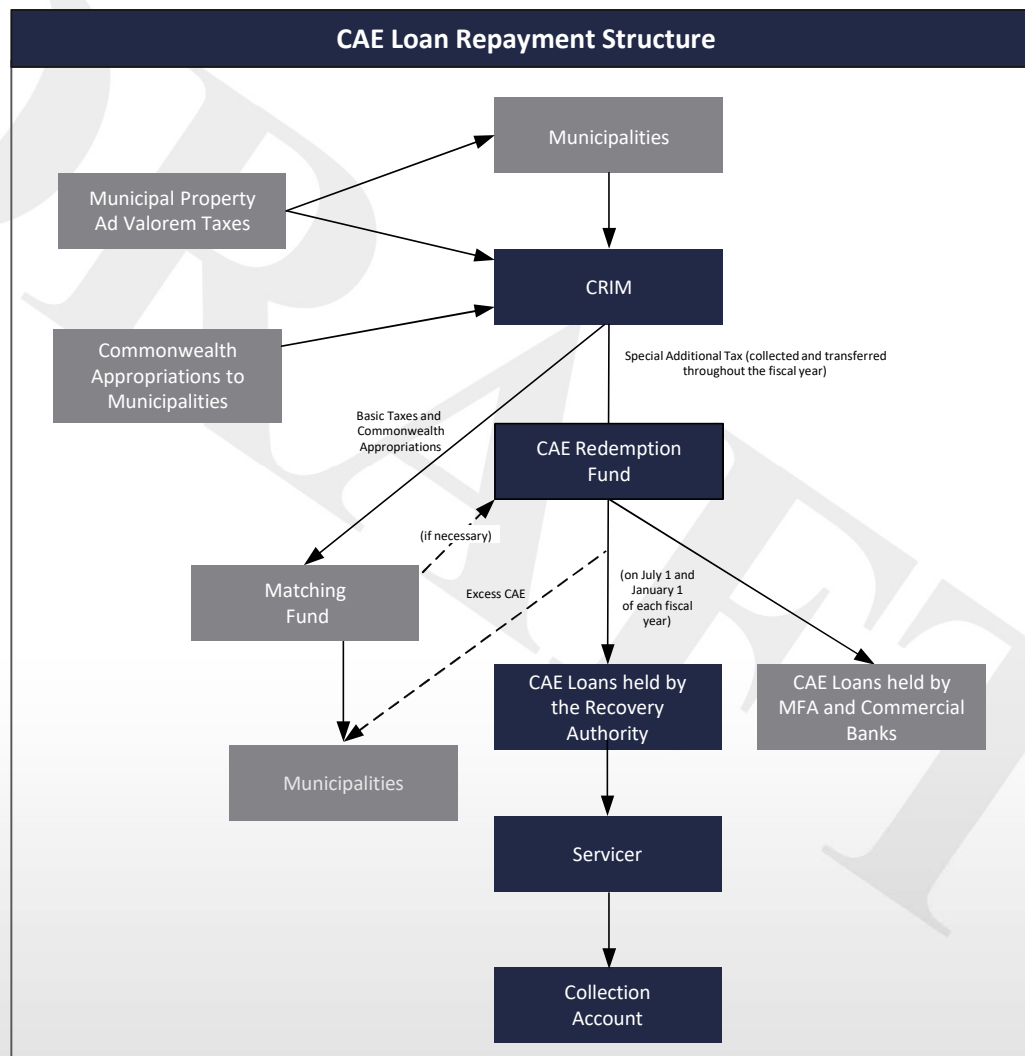 CAE Loan Repayment Structure
Municipalities
Municipal Property
Ad Valorem Taxes
CRIM
Commonwealth
Appropriations to
Municipalities
Special Additional Tax (collected and transferred
throughout the fiscal year)
Basic Taxes and
Commonwealth
Appropriations
CAE Redemption
Fund
(if necessary)
Matching
Fund
Excess CAE
(on July 1 and
January 1
of each fiscal
year)
CAE Loans held by
the Recovery
Authority
CAE Loans held by
MFA and Commercial
Banks
Municipalities
Servicer
Collection
Account
DRAFT